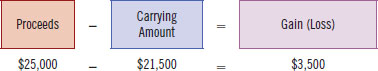 Proceeds – Carrying Amount = Gain (Loss)
$25,000 – $21,500 = $3,500